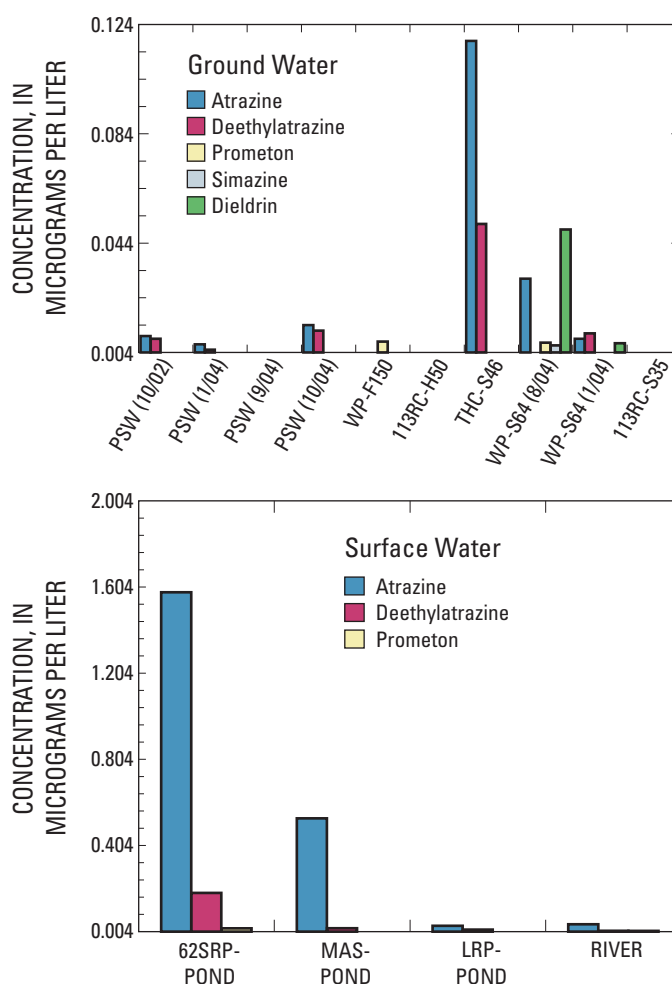 CONCENTRATION, IN
MICROGRAMS PER LITER
0.124
0.084
0.044
0.004
Ground Water
Atrazine
Deethylatrazine
Prometon
Simazine
Dieldrin
PSW (10/02)
PSW (1/04)
PSW (9/04)
PSW (10/04)
WP-F150
113RC-H50
THC-S46
WP-S64 (8/04)
WP-S64 (1/04)
113RC-S35
CONCENTRATION, IN
MICROGRAMS PER LITER
2.004
1.604
1.204
0.804
0.404
0.004
Surface Water
Atrazine
Deethylatrazine
Prometon
62SRP-
POND
MAS-
POND
LRP-
POND
RIVER